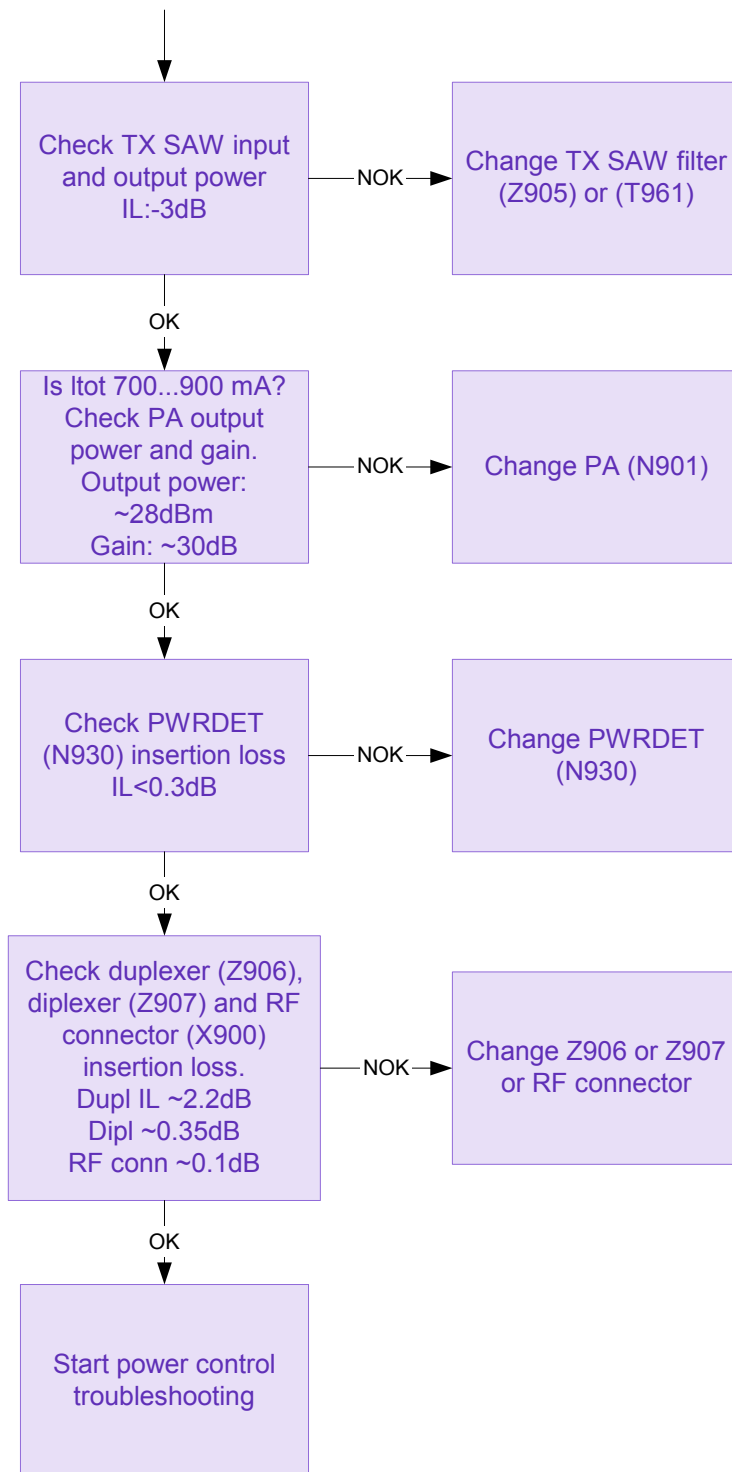 Check TX SAW input
and output power
IL:-3dB
NOK
Change TX SAW filter
(Z905) or (T961)
OK
Is Itot 700...900 mA?
Check PA output
power and gain.
Output power:
~28dBm
Gain: ~30dB
NOK
Change PA (N901)
OK
Check PWRDET
(N930) insertion loss
IL<0.3dB
NOK
Change PWRDET
(N930)
OK
Check duplexer (Z906),
diplexer (Z907) and RF
connector (X900)
insertion loss.
Dupl IL ~2.2dB
Dipl ~0.35dB
RF conn ~0.1dB
NOK
Change Z906 or Z907
or RF connector
OK
Start power control
troubleshooting